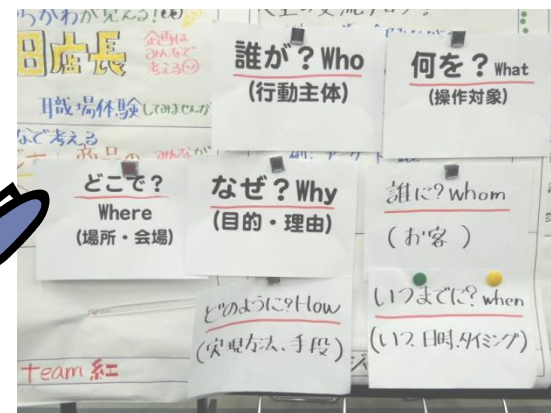 らかわが見える!
旧店長
企画は
みんなで
考える
職場体験してみませんか
など考える
誰が?Who
(行動主体)
何を?What
(操作対象)
どこで?
Where
(場所・会場)
なぜ?Why
(目的・理由)
誰に?whom
(お客)
どのように?How
(実現方法、手段)
いつまでに?when
(いつ.日時.タイミング)
team 紅